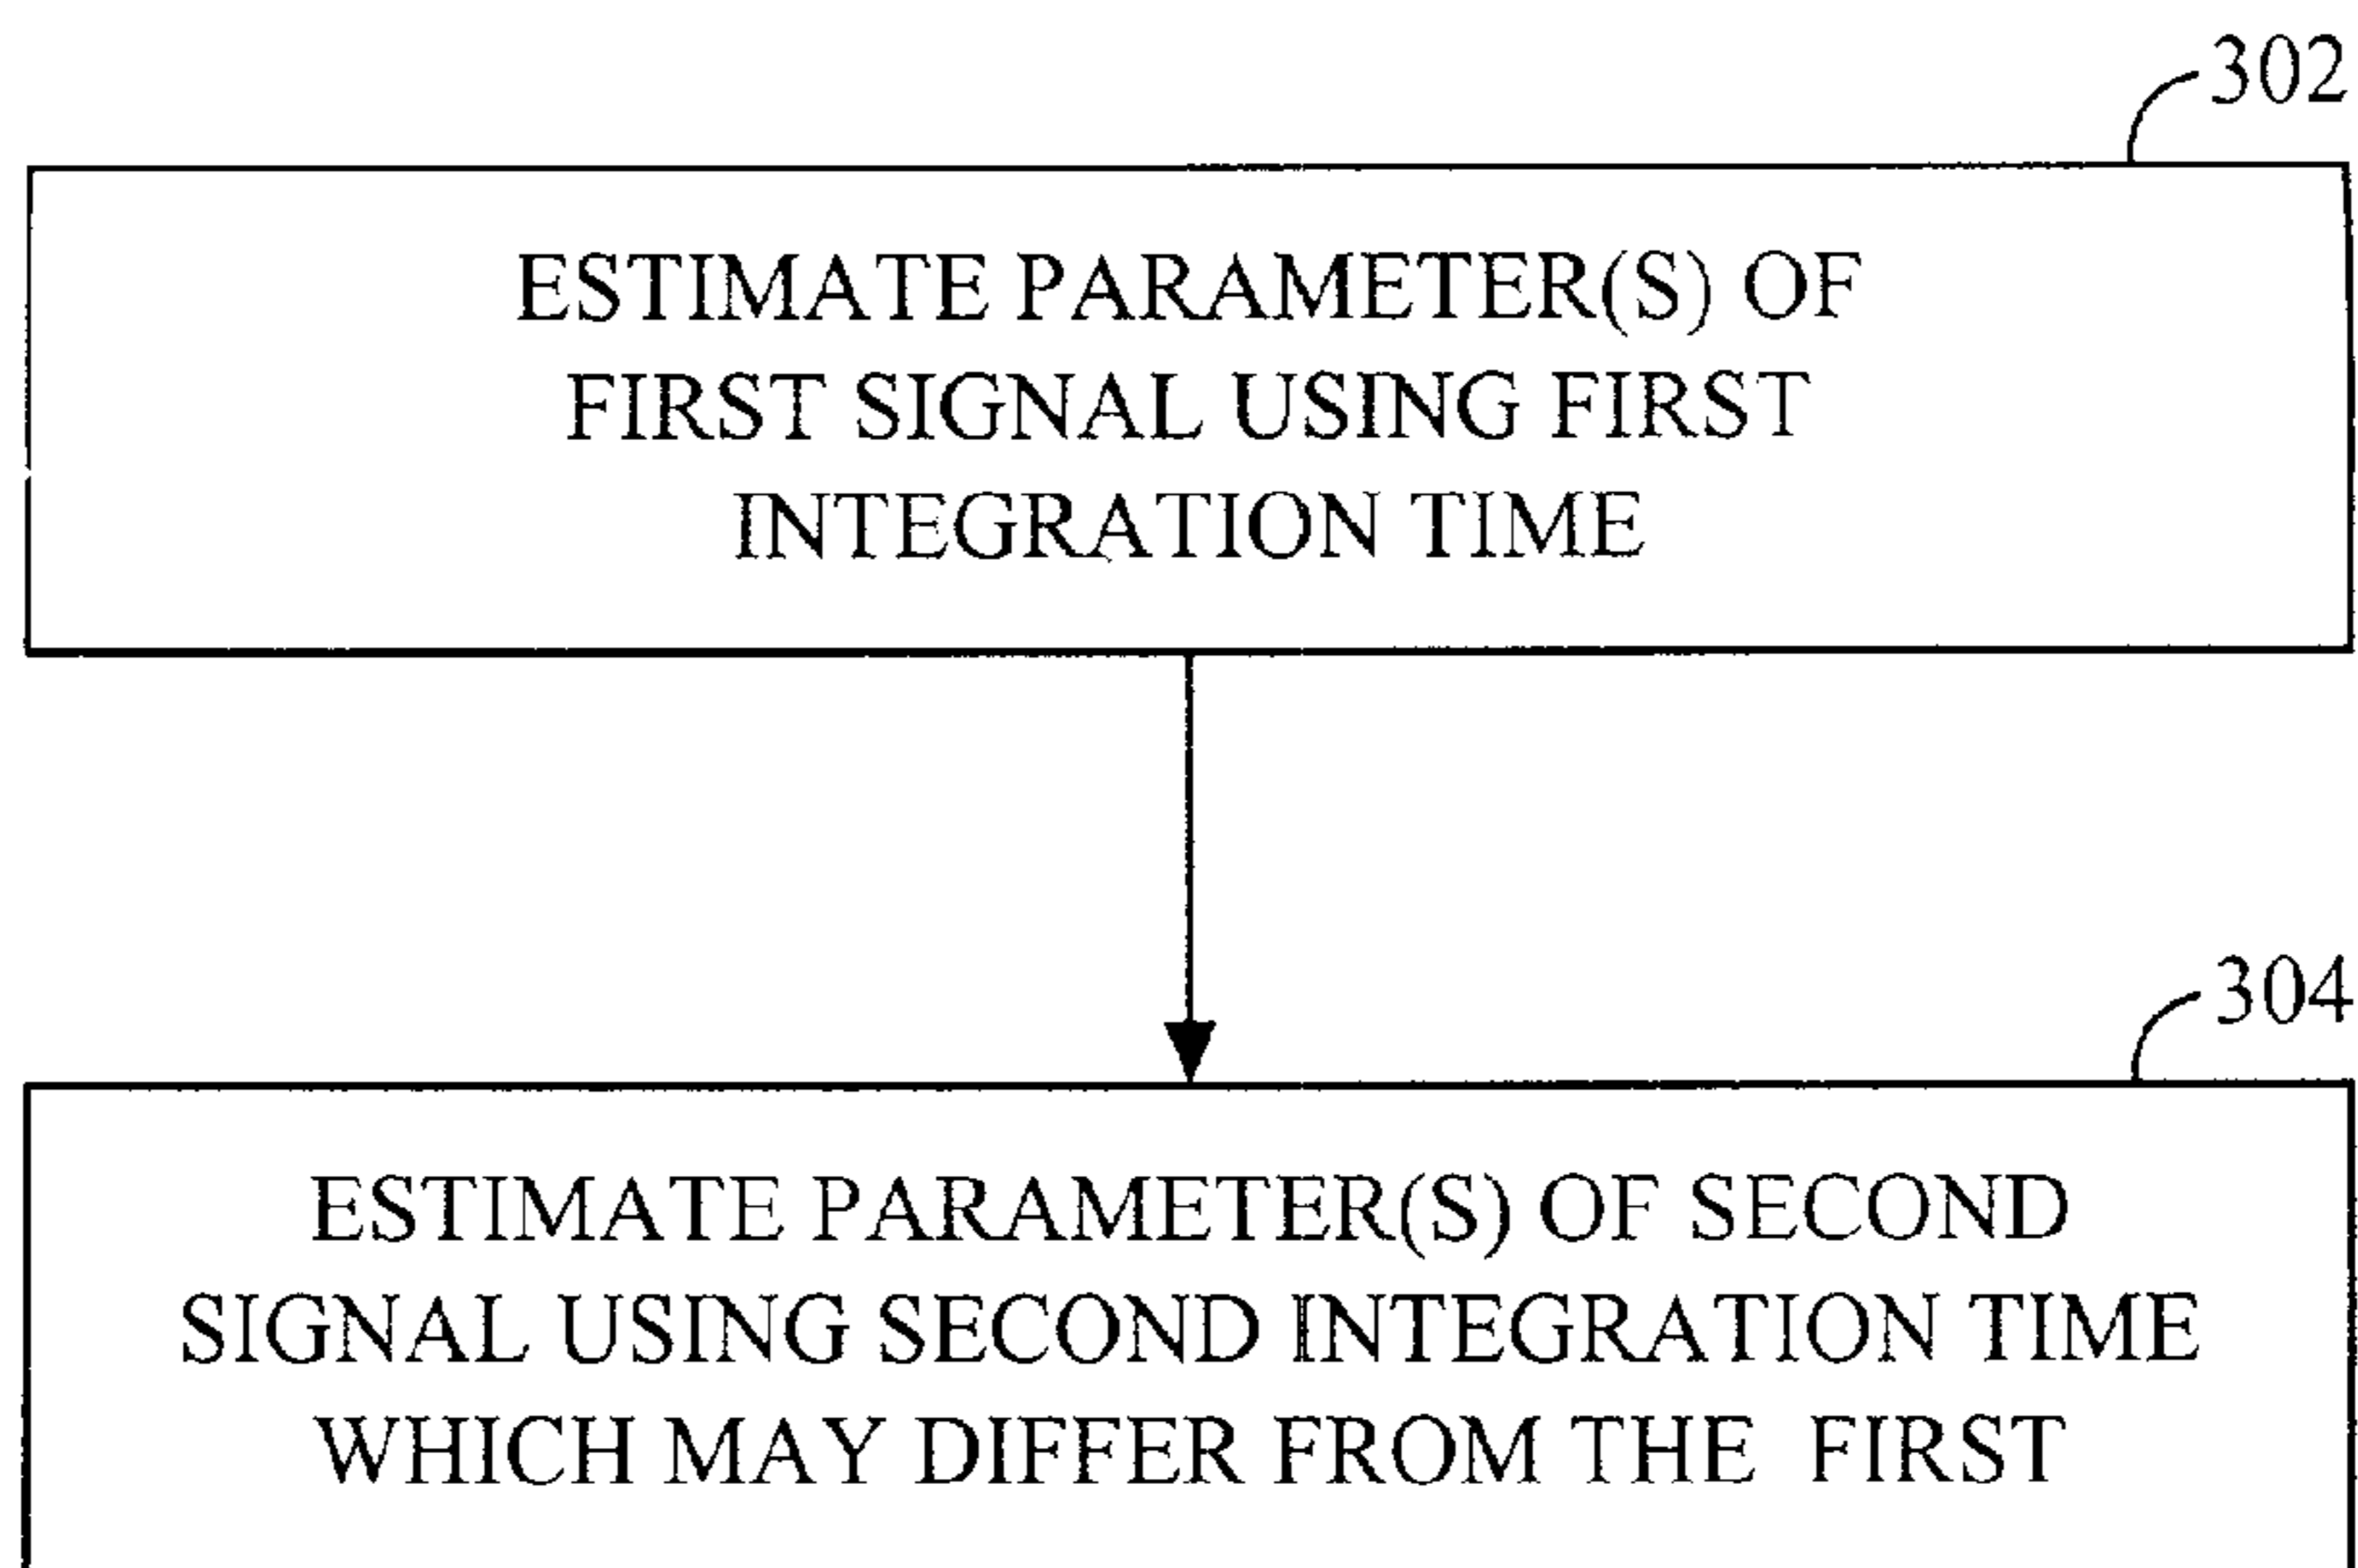 302
ESTIMATE PARAMETER(S) OF
FIRST SIGNAL USING FIRST
INTEGRATION TIME
304
ESTIMATE PARAMETER(S) OF SECOND
SIGNAL USING SECOND INTEGRATION TIME
WHICH MAY DIFFER FROM THE FIRST